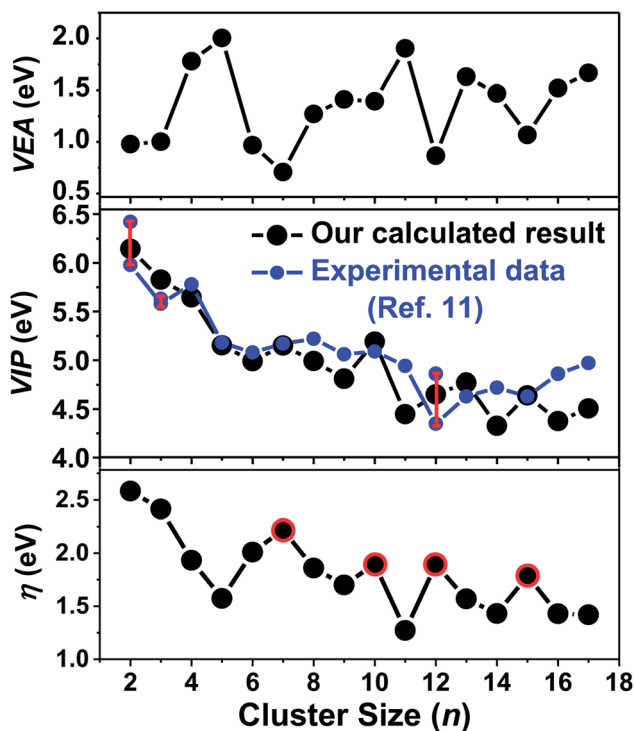 2.0
1.5
1.0
0.5
VEA (eV)
6.5
6.0
5.5
5.0
4.5
4.0
VIP (eV)
Our calculated result
Experimental data
(Ref. 11)
2.5
2.0
1.5
1.0
η (eV)
2 4 6 8 10 12 14 16 18
Cluster Size (n)